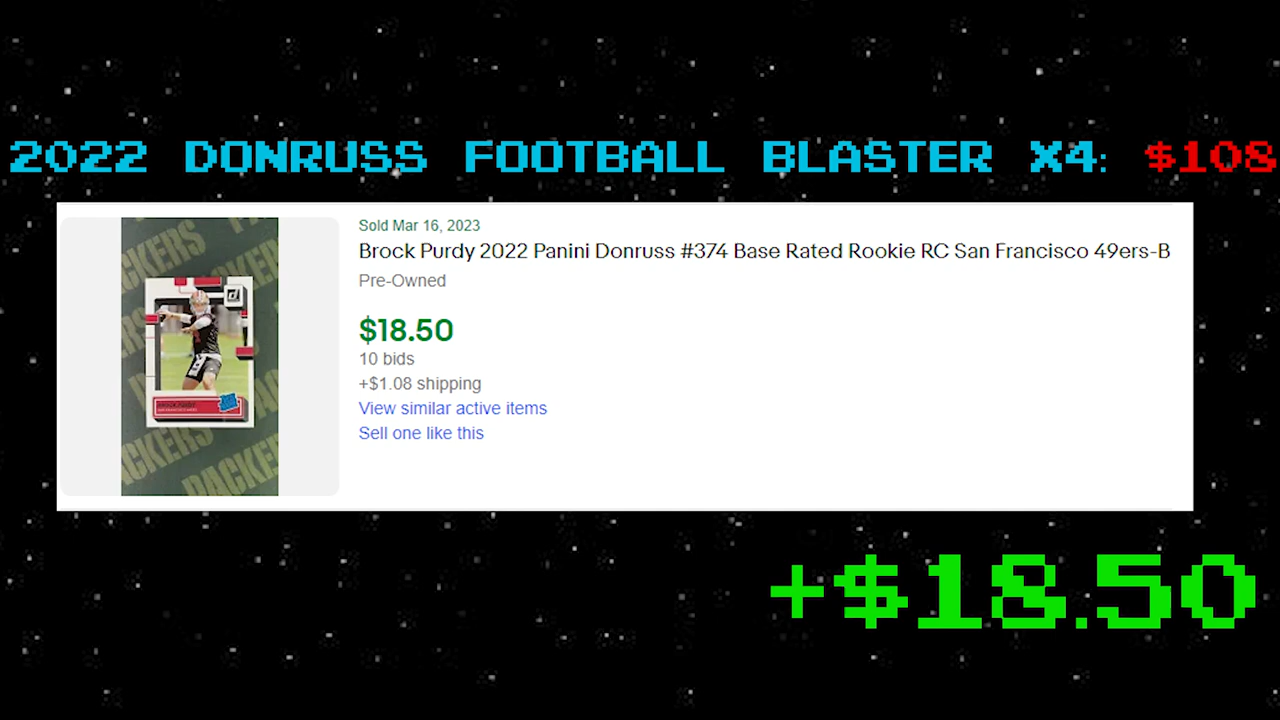 2022 DONRUSS FOOTBALL BLASTER X4: $108
Sold Mar 16, 2023
Brock Purdy 2022 Panini Donruss #374 Base Rated Rookie RC San Francisco 49ers-B
Pre-Owned
$18.50
10 bids
+$1.08 shipping
View similar active items
Sell one like this
PACKERS
PACKERS
+$18.50